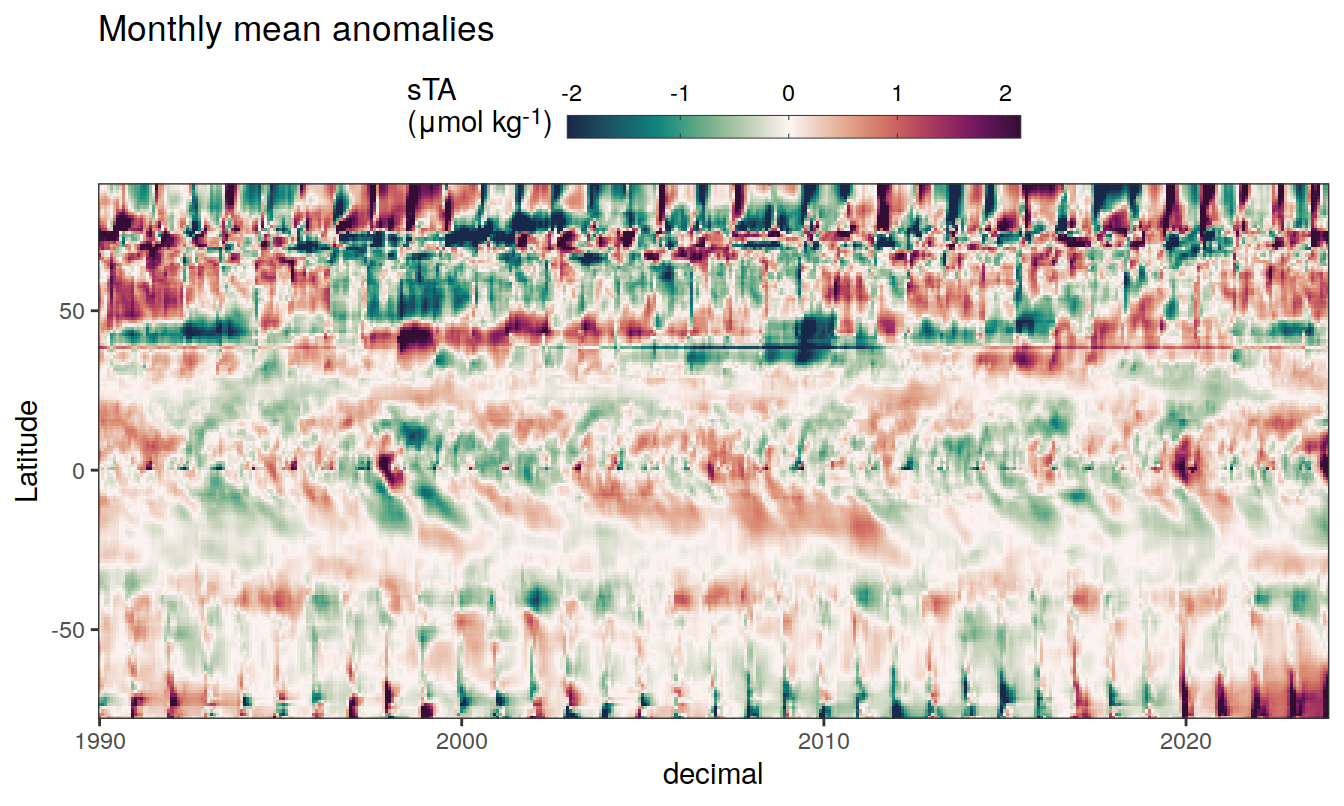 Monthly mean anomalies
sTA
(μmol kg⁻¹)
-2 -1 0 1 2
Latitude
50
0
-50
1990 2000 2010 2020
decimal